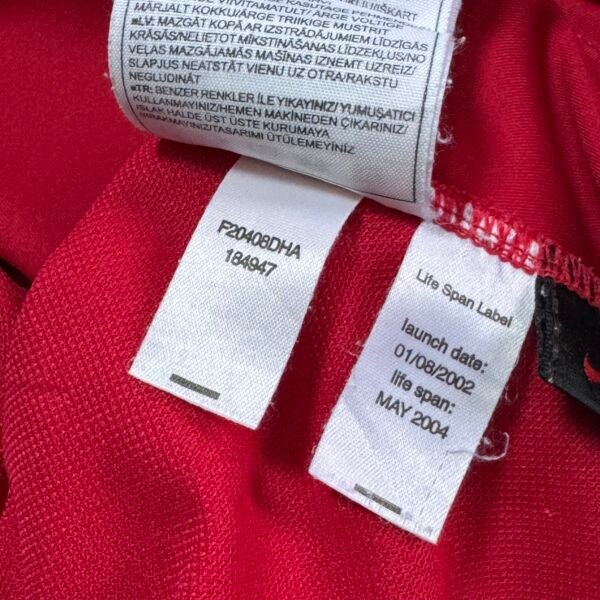 MÄRJALT KOKKU/ÄRGE TRIIKIGE MUSTRIT
▪LV: MAZGĀT KOPĀ AR IZSTRĀDĀJUMIEM LĪDZĪGĀS
KRĀSĀS/NELIETOT MĪKSTINĀŠANAS LĪDZEKĻUS/NO
VEĻAS MAZGĀJAMĀS MAŠĪNAS IZŅEMT UZREIZ/
SLAPJUS NEATSTĀT VIENU UZ OTRA/RAKSTU
NEGLUDINĀT
▪TR: BENZER RENKLER İLE YIKAYINIZ/YUMUŞATICI
KULLANMAYINIZ/HEMEN MAKİNEDEN ÇIKARINIZ/
ISLAK HALDE ÜST ÜSTE KURUMAYA
BIRAKMAYINIZ/TASARIMI ÜTÜLEMEYİNİZ
F20408DHA
184947
Life Span Label
launch date:
01/08/2002
life span:
MAY 2004